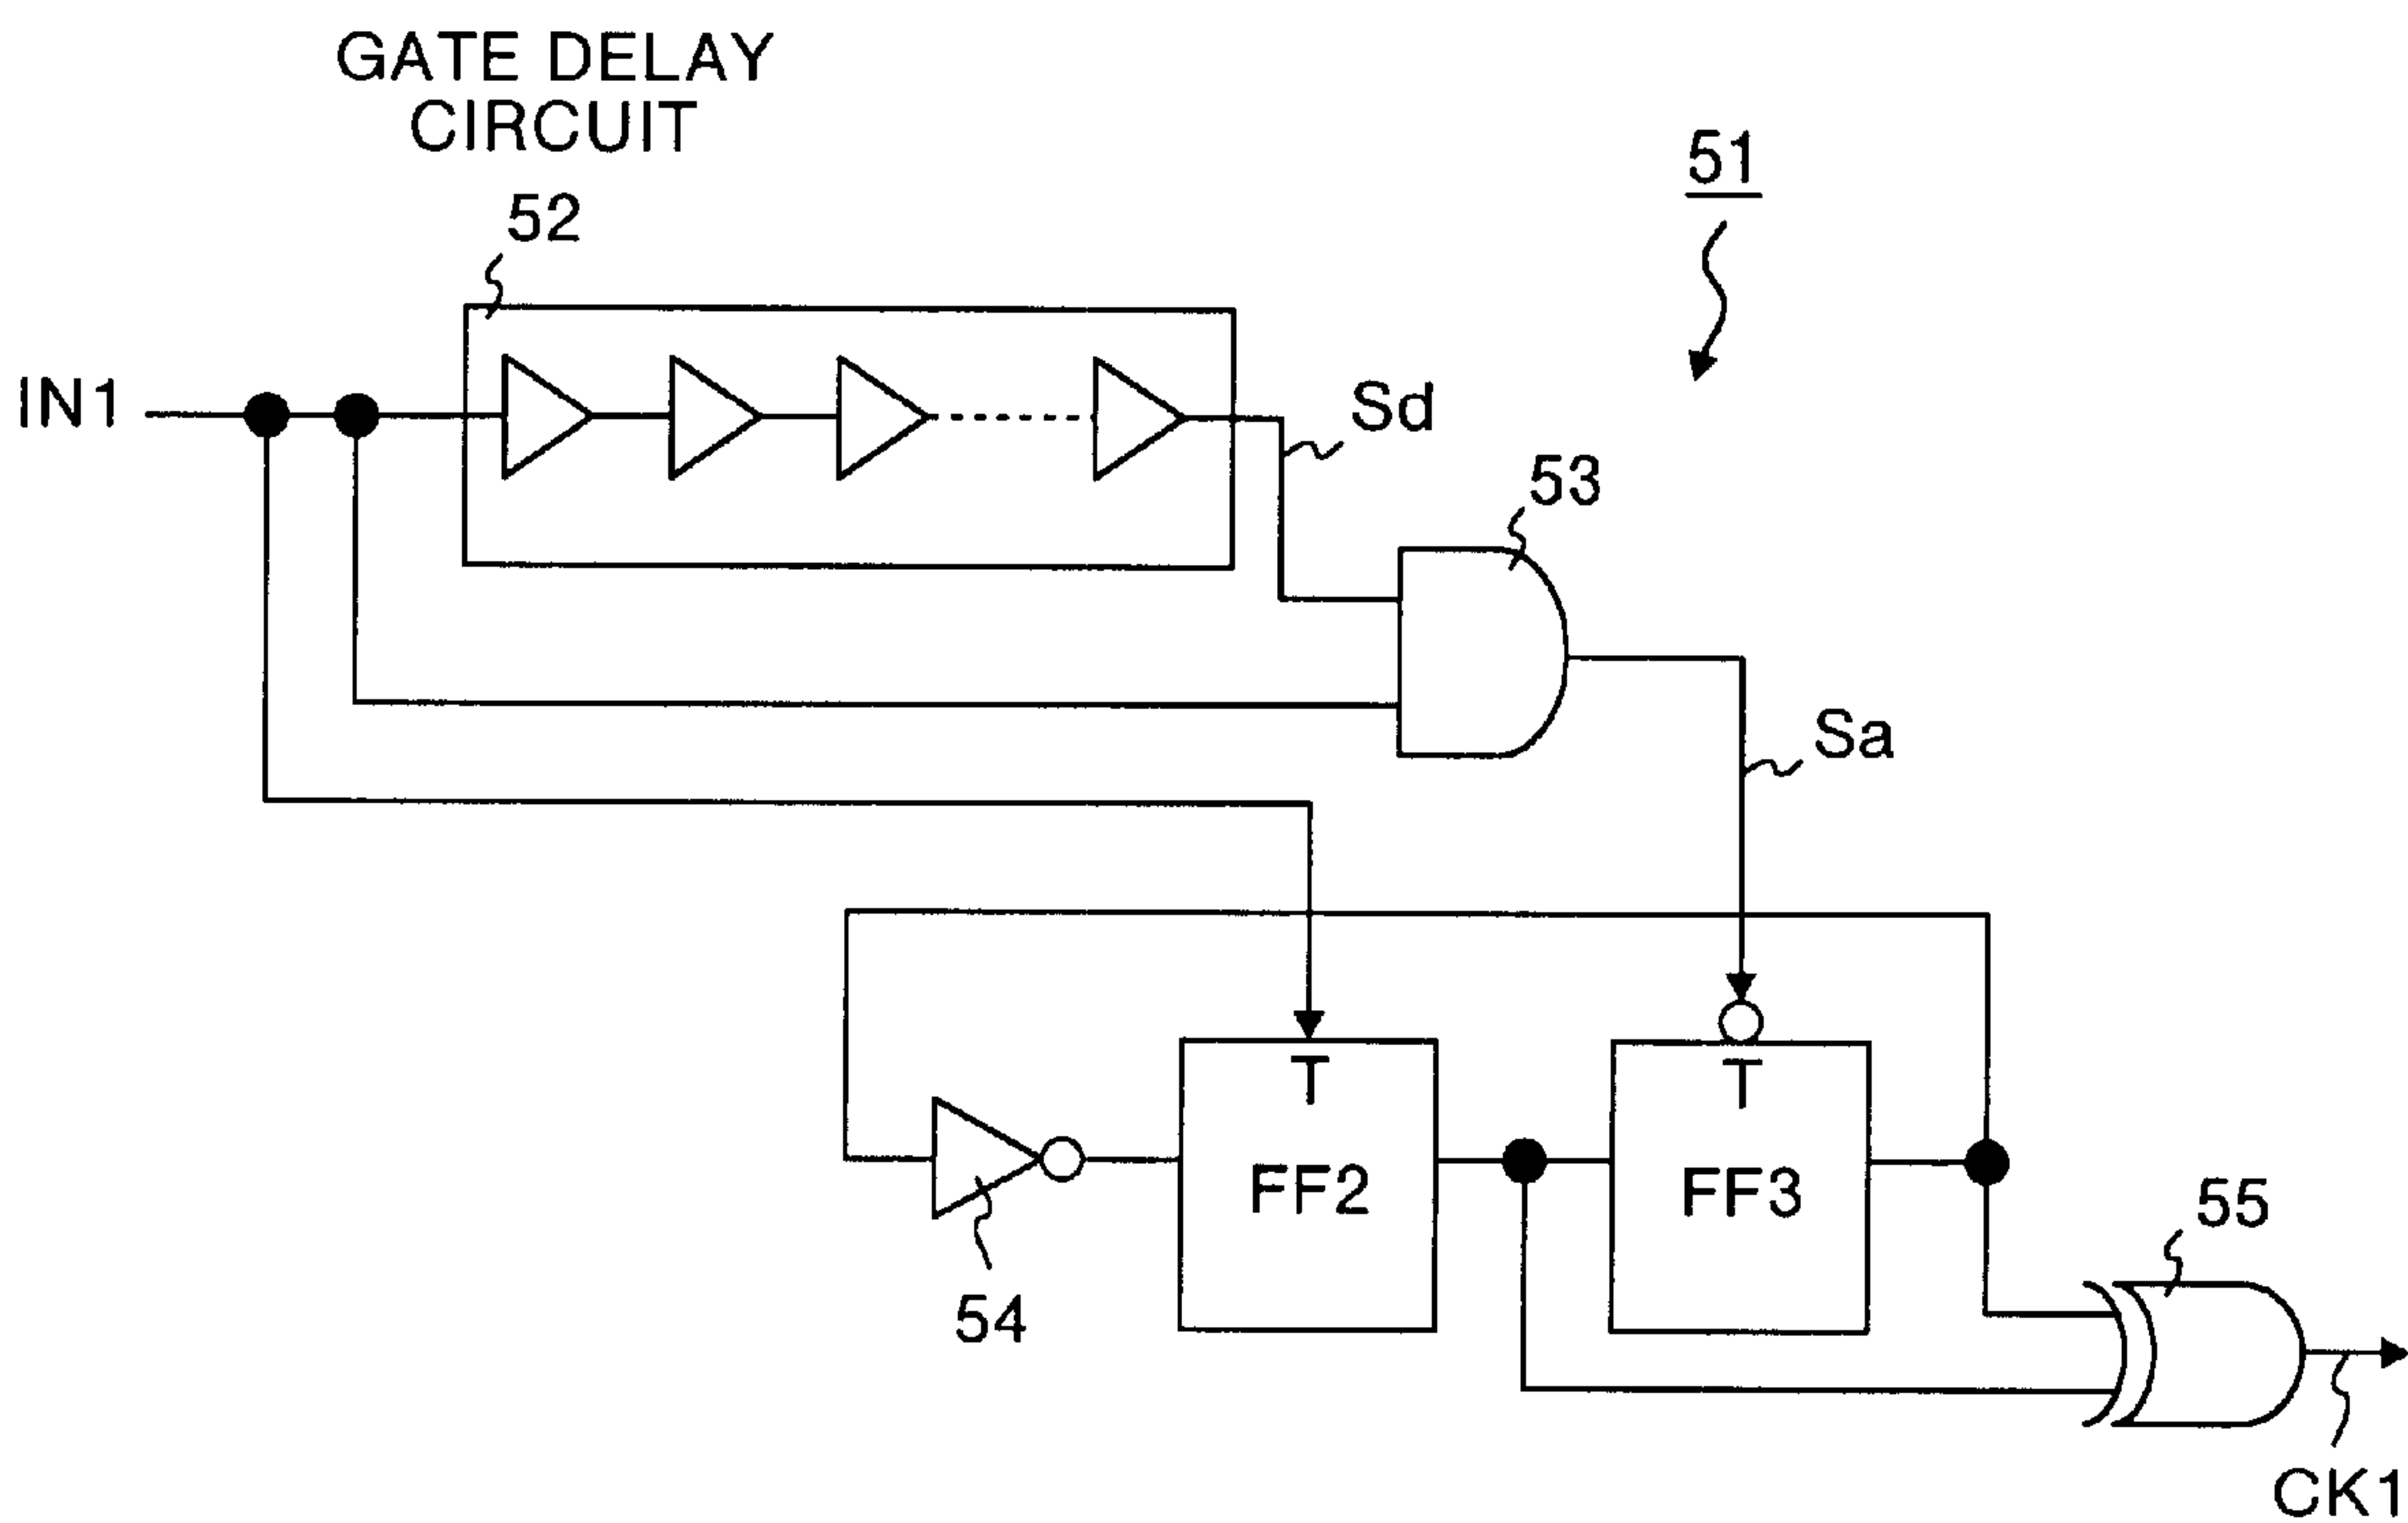 GATE DELAY
CIRCUIT
51
52
IN1
Sd
53
Sa
T
T
FF2
FF3
55
54
CK1